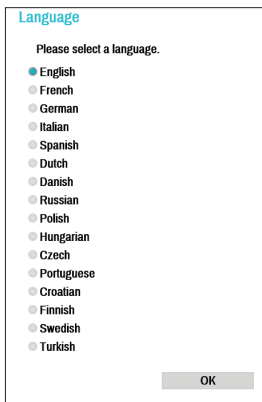 Language
Please select a language.
English
French
German
Italian
Spanish
Dutch
Danish
Russian
Polish
Hungarian
Czech
Portuguese
Croatian
Finnish
Swedish
Turkish
OK